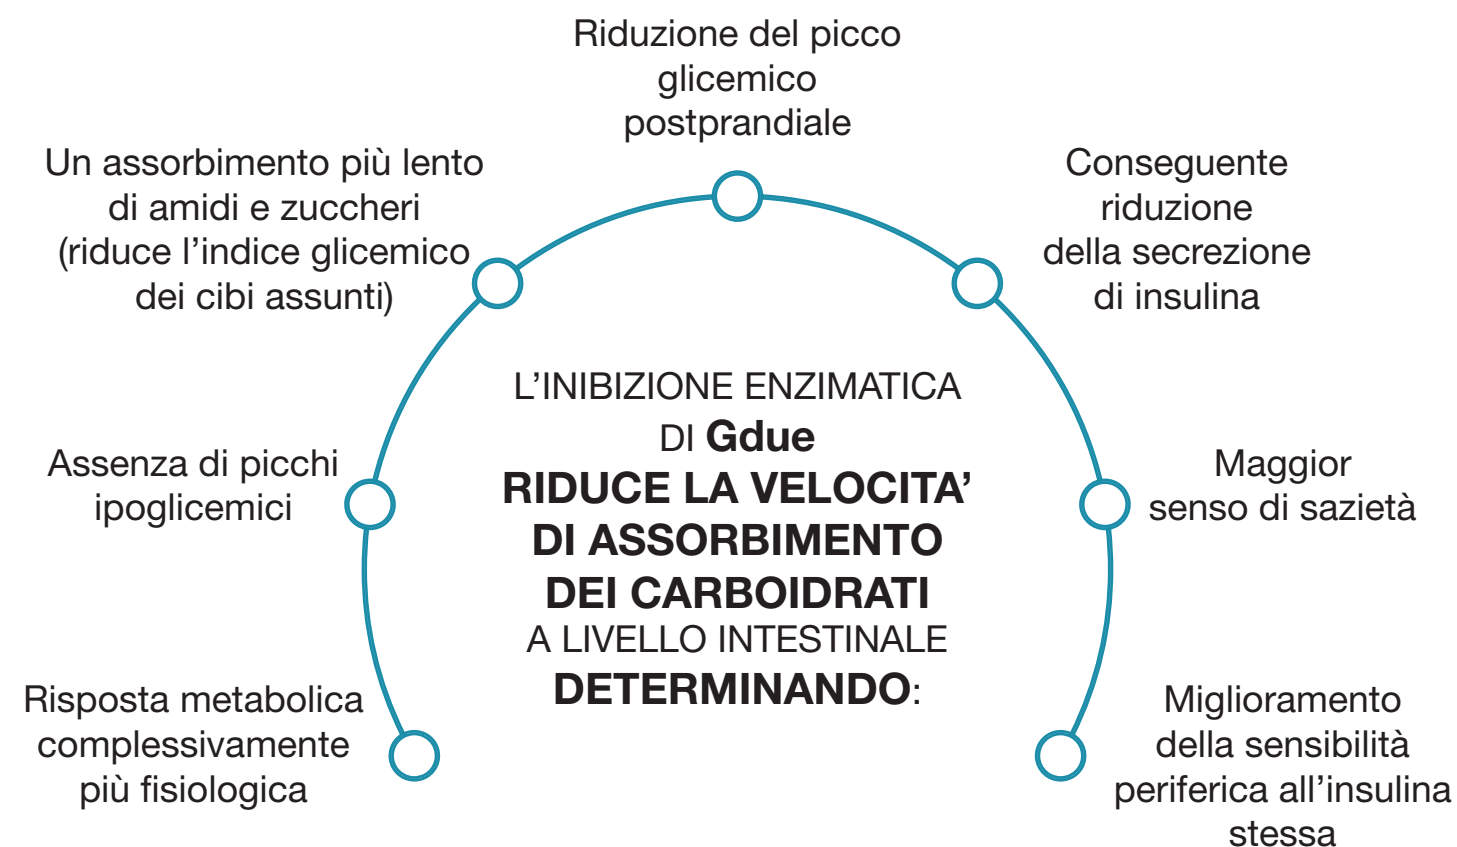 Riduzione del picco
glicemico
postprandiale
Un assorbimento più lento
di amidi e zuccheri
(riduce l’indice glicemico
dei cibi assunti)
Conseguente
riduzione
della secrezione
di insulina
L’INIBIZIONE ENZIMATICA
DI Gdue
RIDUCE LA VELOCITA’
DI ASSORBIMENTO
DEI CARBOIDRATI
A LIVELLO INTESTINALE
DETERMINANDO:
Assenza di picchi
ipoglicemici
Maggior
senso di sazietà
Risposta metabolica
complessivamente
più fisiologica
Miglioramento
della sensibilità
periferica all’insulina
stessa